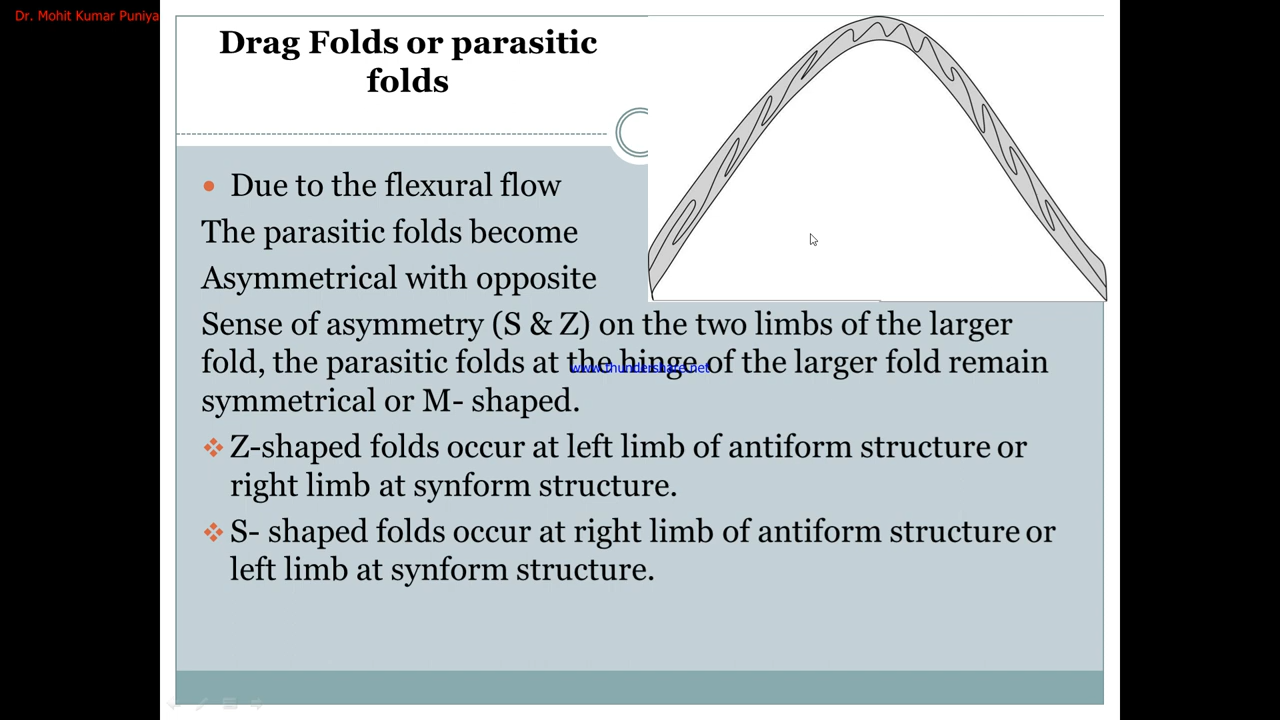 Dr. Mohit Kumar Puniya
Drag Folds or parasitic
folds
Due to the flexural flow
The parasitic folds become
Asymmetrical with opposite
Sense of asymmetry (S & Z) on the two limbs of the larger
fold, the parasitic folds at the hinge of the larger fold remain
www.thundershare.net
symmetrical or M- shaped.
Z-shaped folds occur at left limb of antiform structure or
right limb at synform structure.
S- shaped folds occur at right limb of antiform structure or
left limb at synform structure.